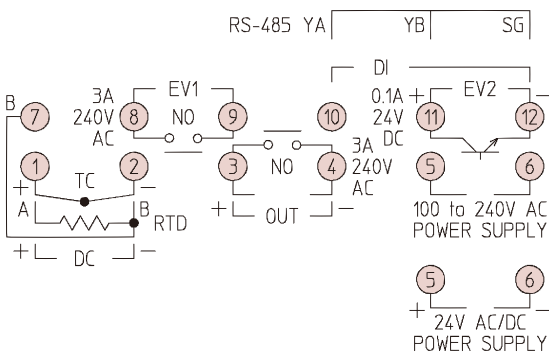 RS-485 YA YB SG
DI
3A EV1 0.1A + EV2 −
B 7 240V 8 NO 9 10 24V 11 12
AC DC
3A
1 2 3 NO 4 240V 5 6
AC
+ TC −
A B RTD + OUT − 100 to 240V AC
POWER SUPPLY
+ DC −
5 6
+ 24V AC/DC −
POWER SUPPLY